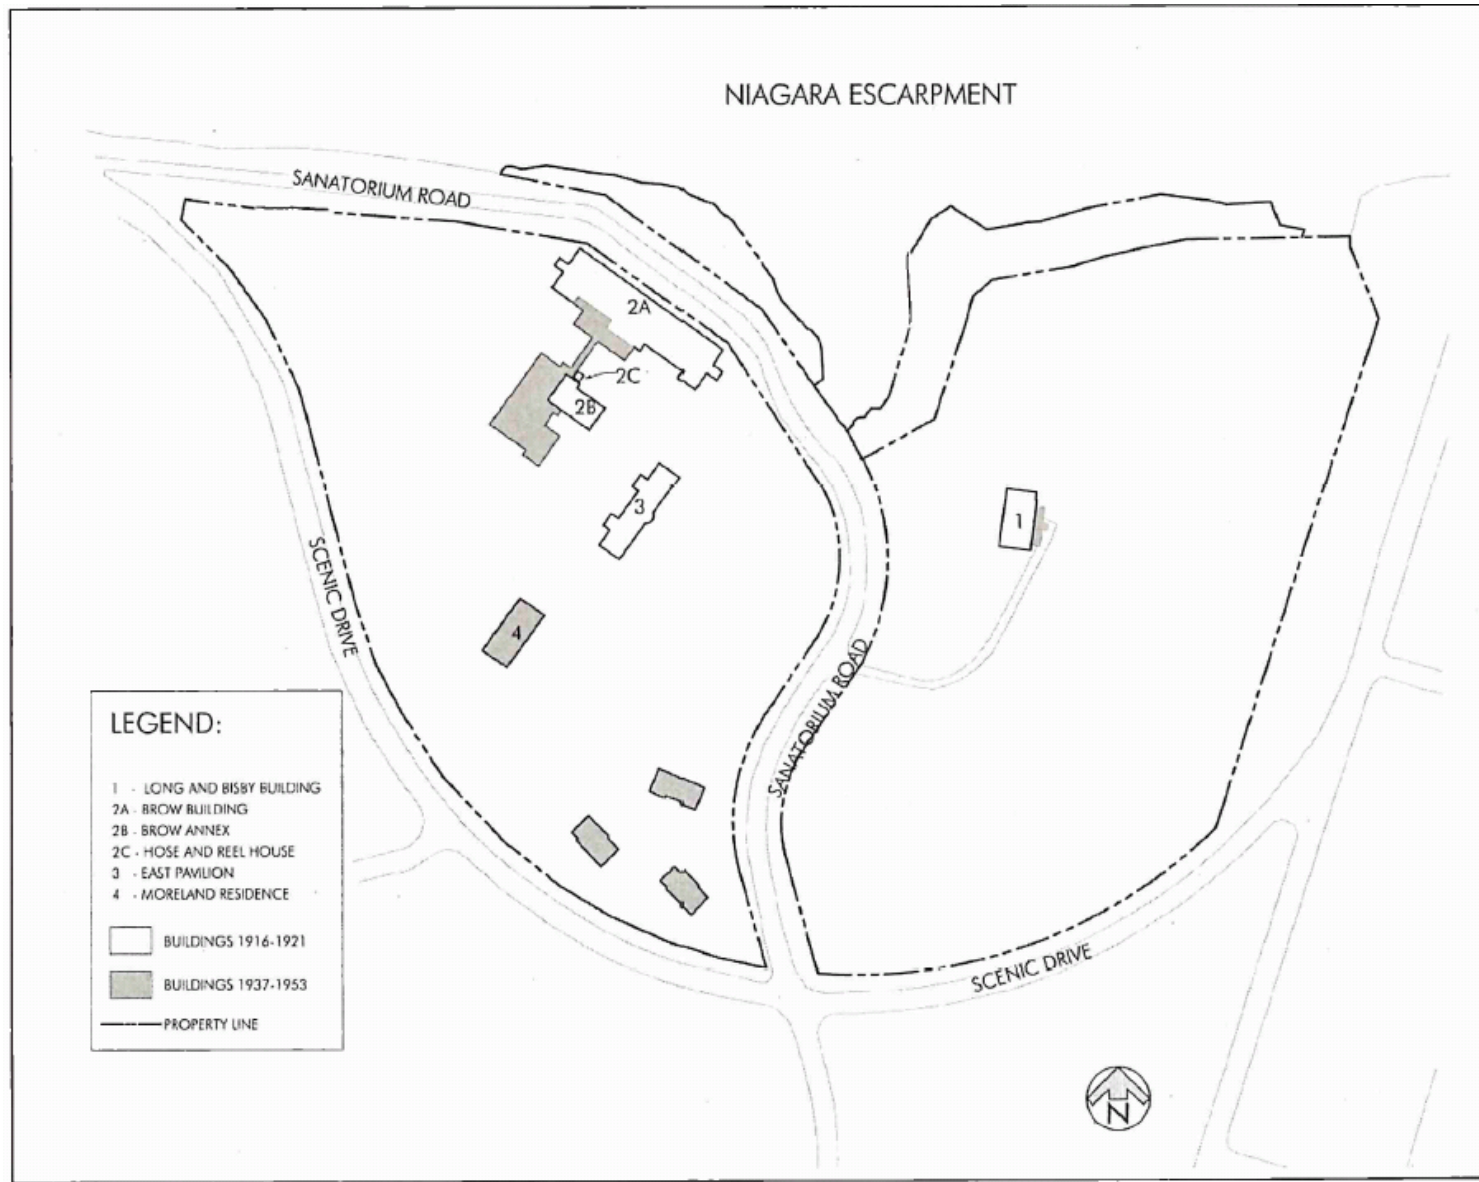 NIAGARA ESCARPMENT
SANATORIUM ROAD
2A
2C
2B
3
1
4
SCENIC DRIVE
SANATORIUM ROAD
SCENIC DRIVE
LEGEND:
1 - LONG AND BISBY BUILDING
2A - BROW BUILDING
2B - BROW ANNEX
2C - HOSE AND REEL HOUSE
3 - EAST PAVILION
4 - MORELAND RESIDENCE
BUILDINGS 1916-1921
BUILDINGS 1937-1953
PROPERTY LINE
N